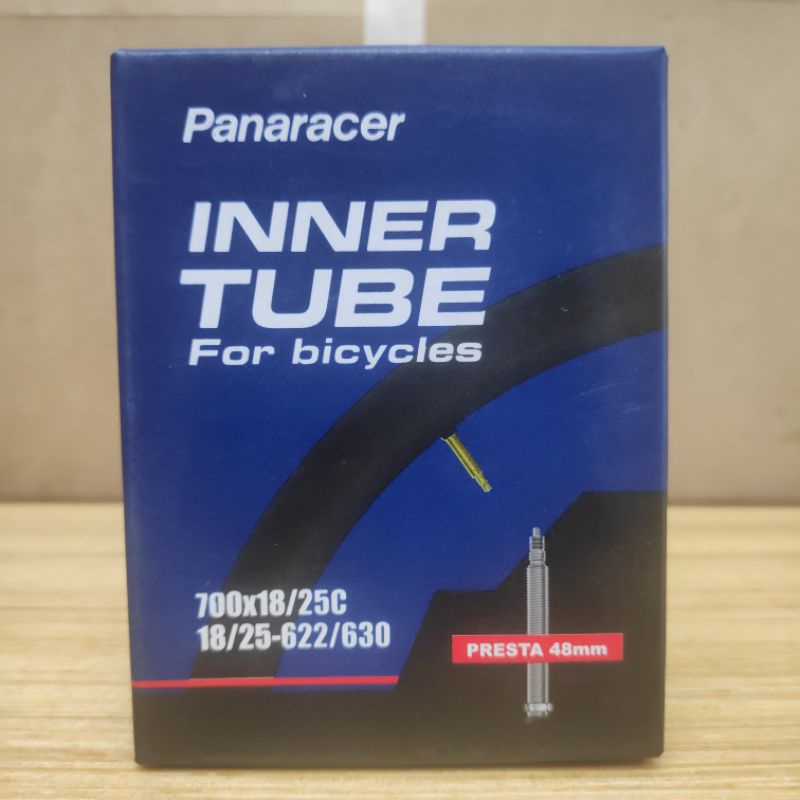 Panaracer
INNER
TUBE
For bicycles
700x18/25C
18/25-622/630
PRESTA 48mm